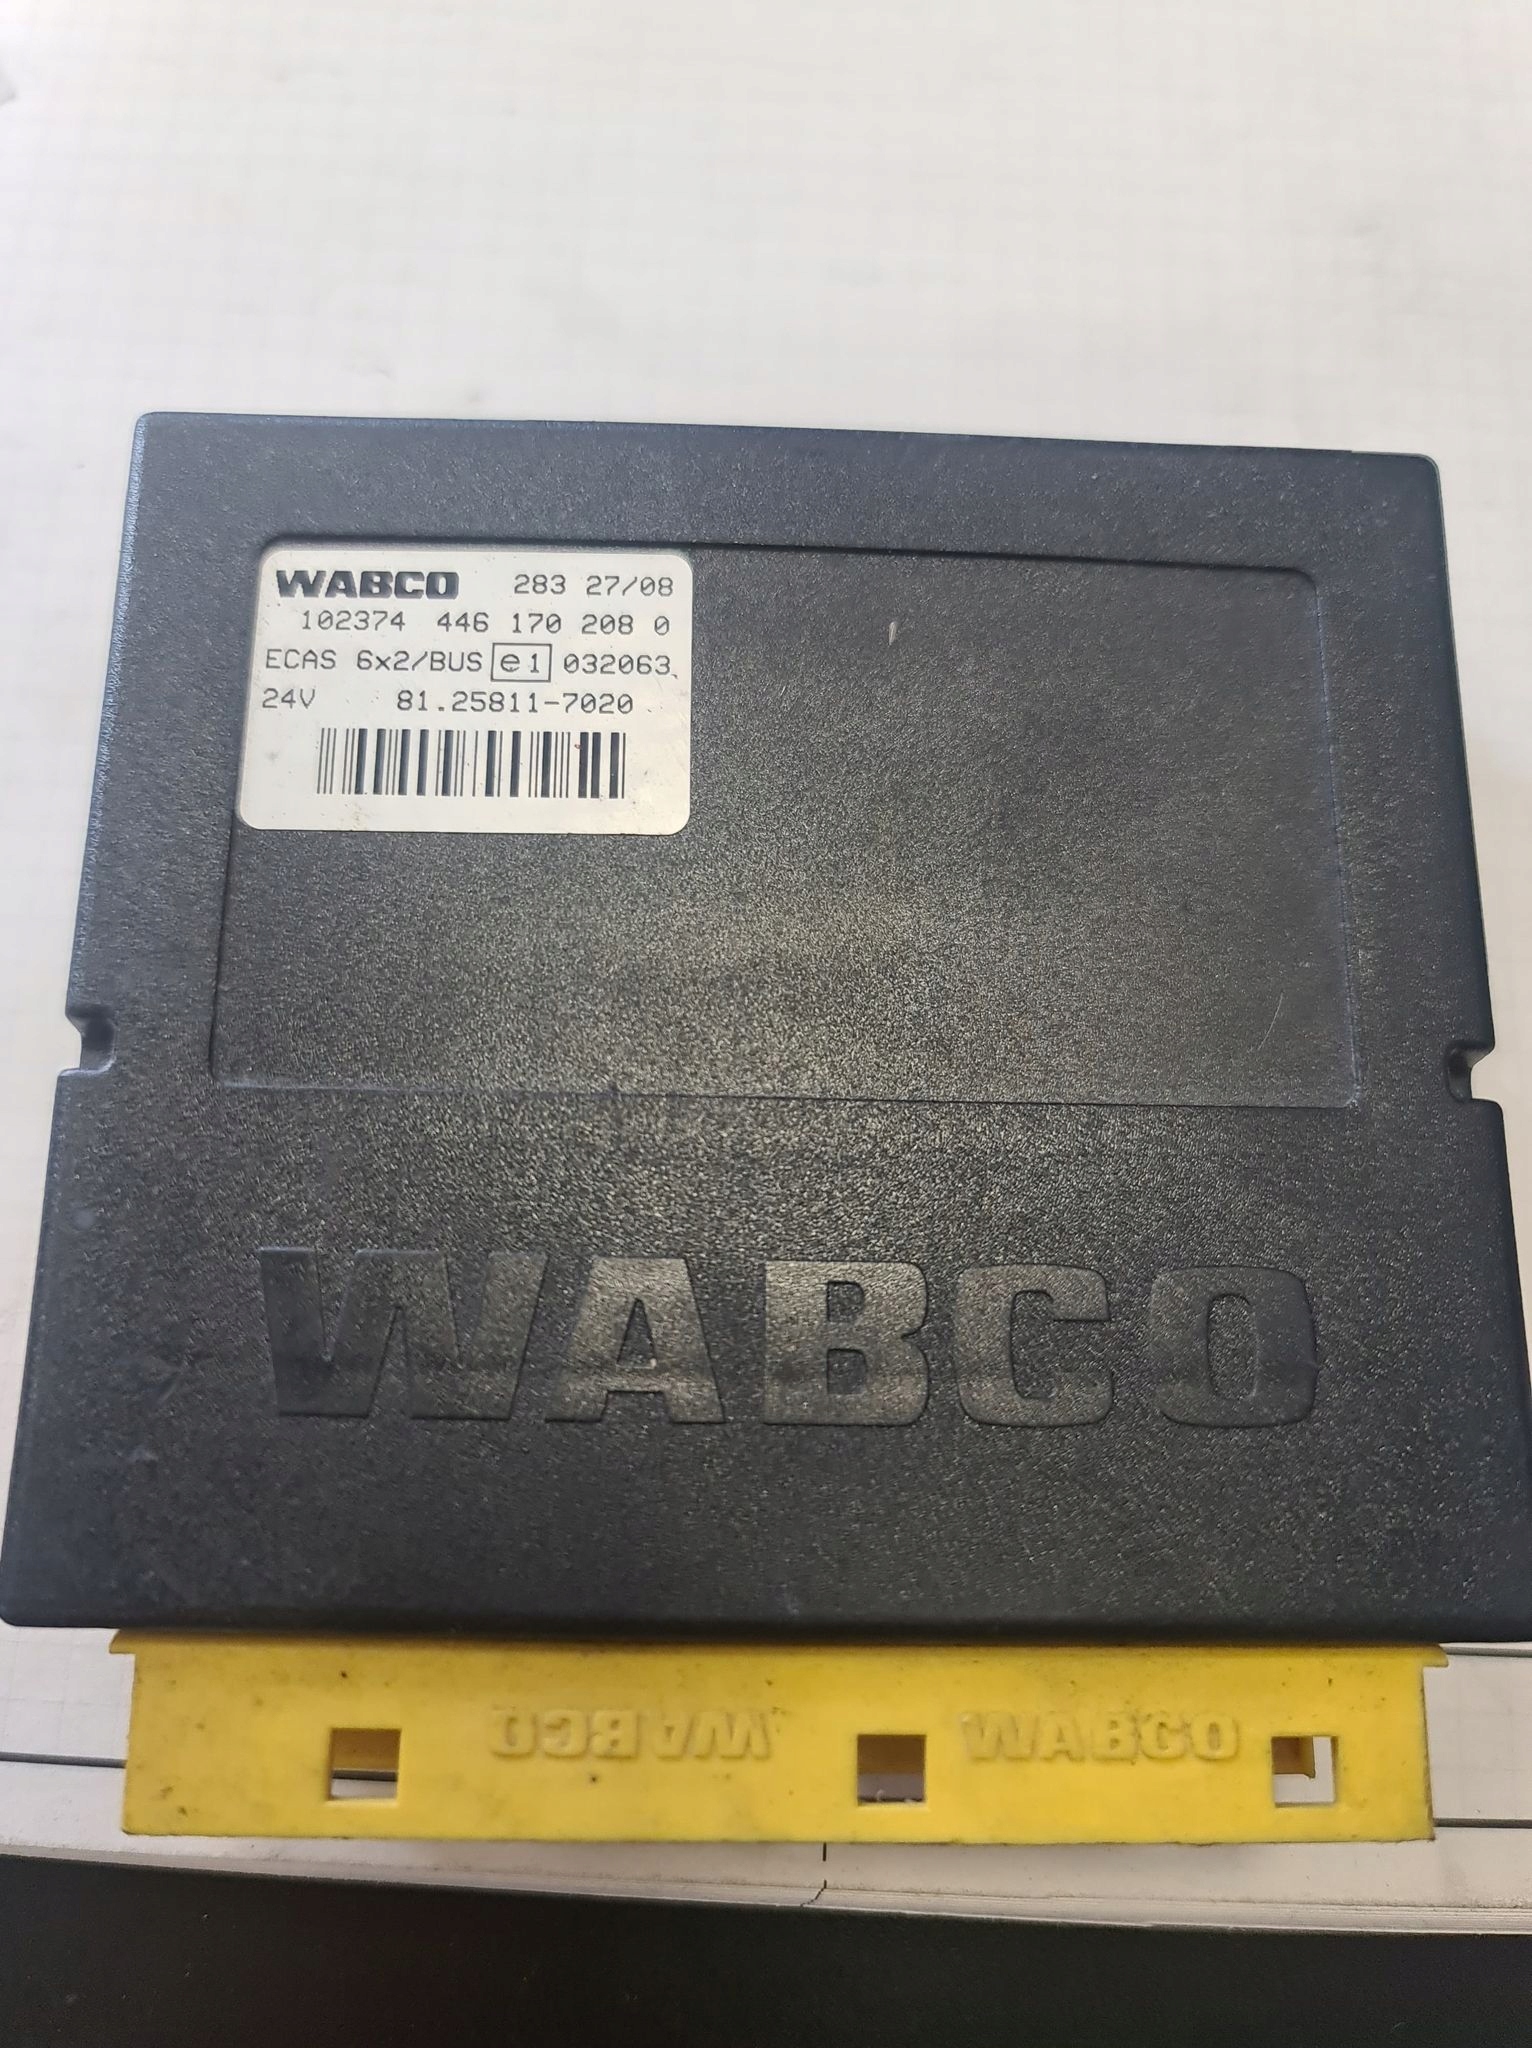 WABCO 283 27/08
102374 446 170 208 0
ECAS 6x2/BUS e1 032063
24V 81.25811-7020
WABCO
WABCO WABCO